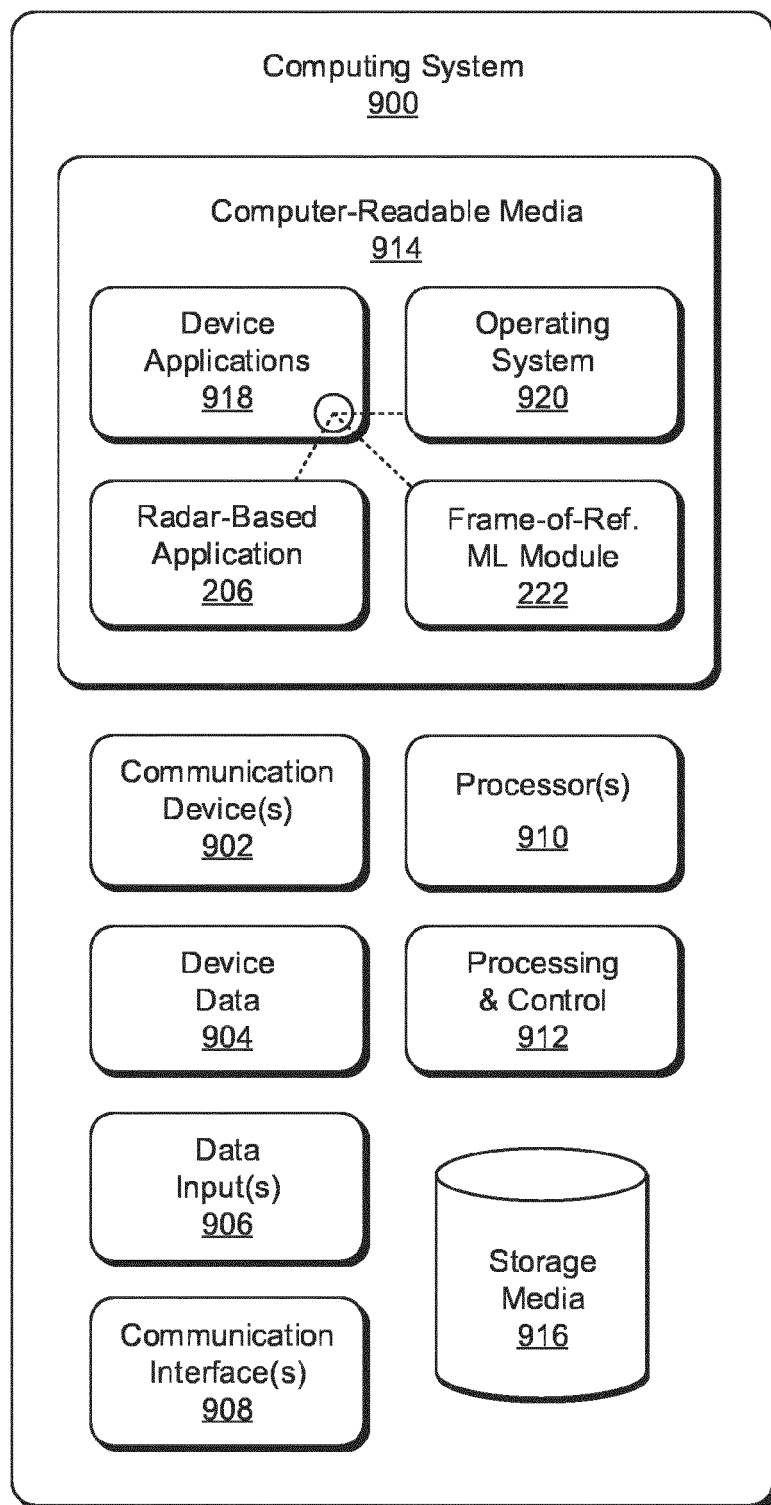 Computing System
900
Computer-Readable Media
914
Device
Applications
918
Operating
System
920
Radar-Based
Application
206
Frame-of-Ref.
ML Module
222
Communication
Device(s)
902
Processor(s)
910
Device
Data
904
Processing
& Control
912
Data
Input(s)
906
Storage
Media
916
Communication
Interface(s)
908